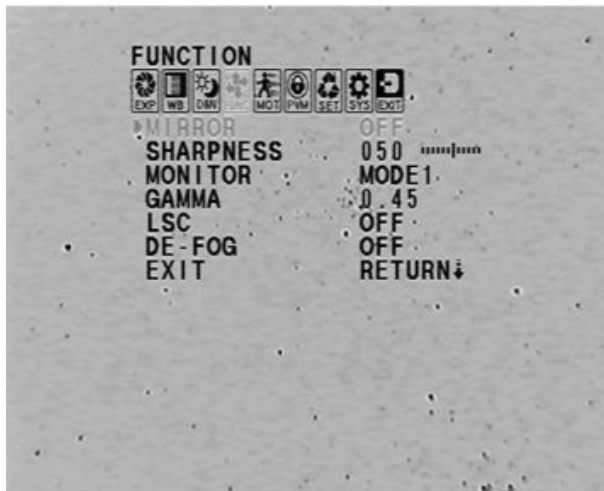 FUNCTION
EXP WB D&N FUNC MOT PVM SET SYS EXIT
MIRROR OFF
SHARPNESS 050
MONITOR MODE1
GAMMA 0.45
LSC OFF
DE-FOG OFF
EXIT RETURN